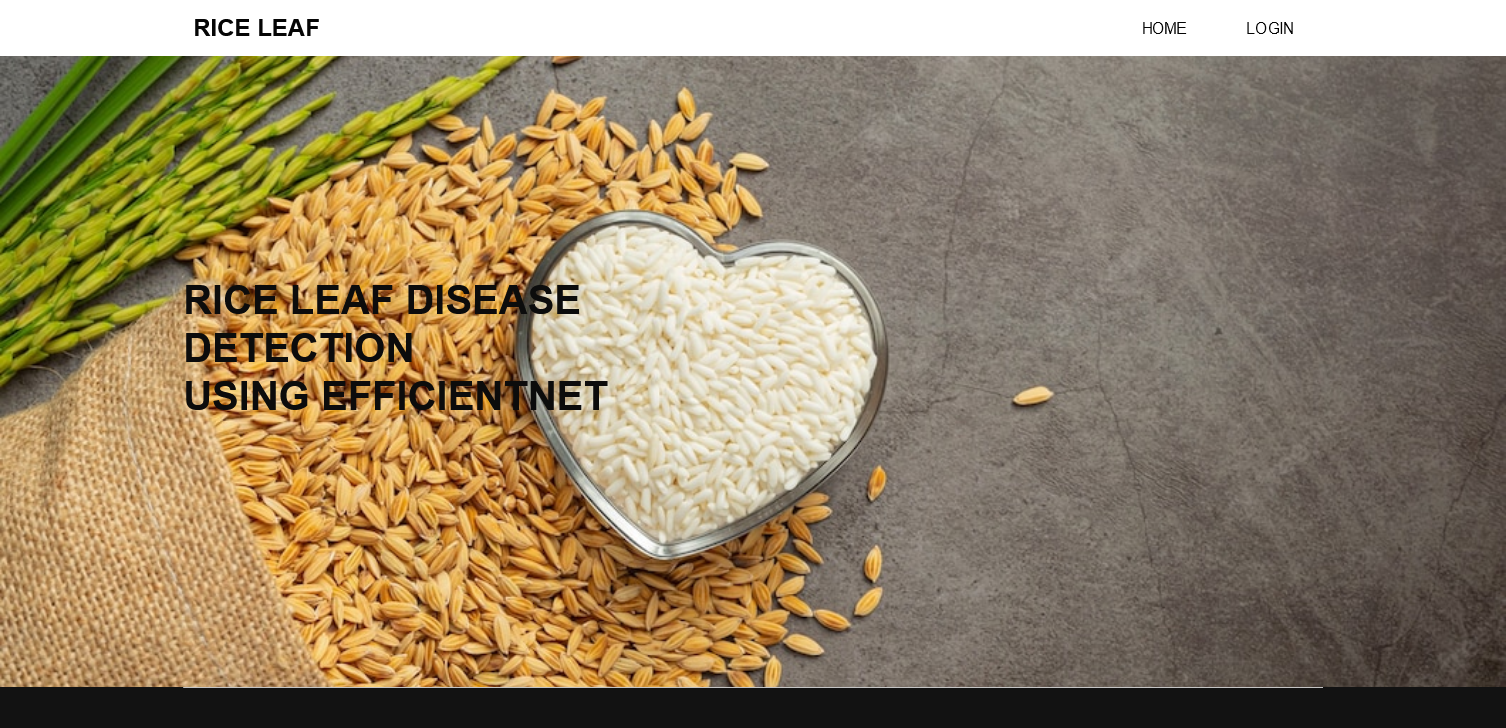 RICE LEAF
HOME
LOGIN
RICE LEAF DISEASE
DETECTION
USING EFFICIENTNET